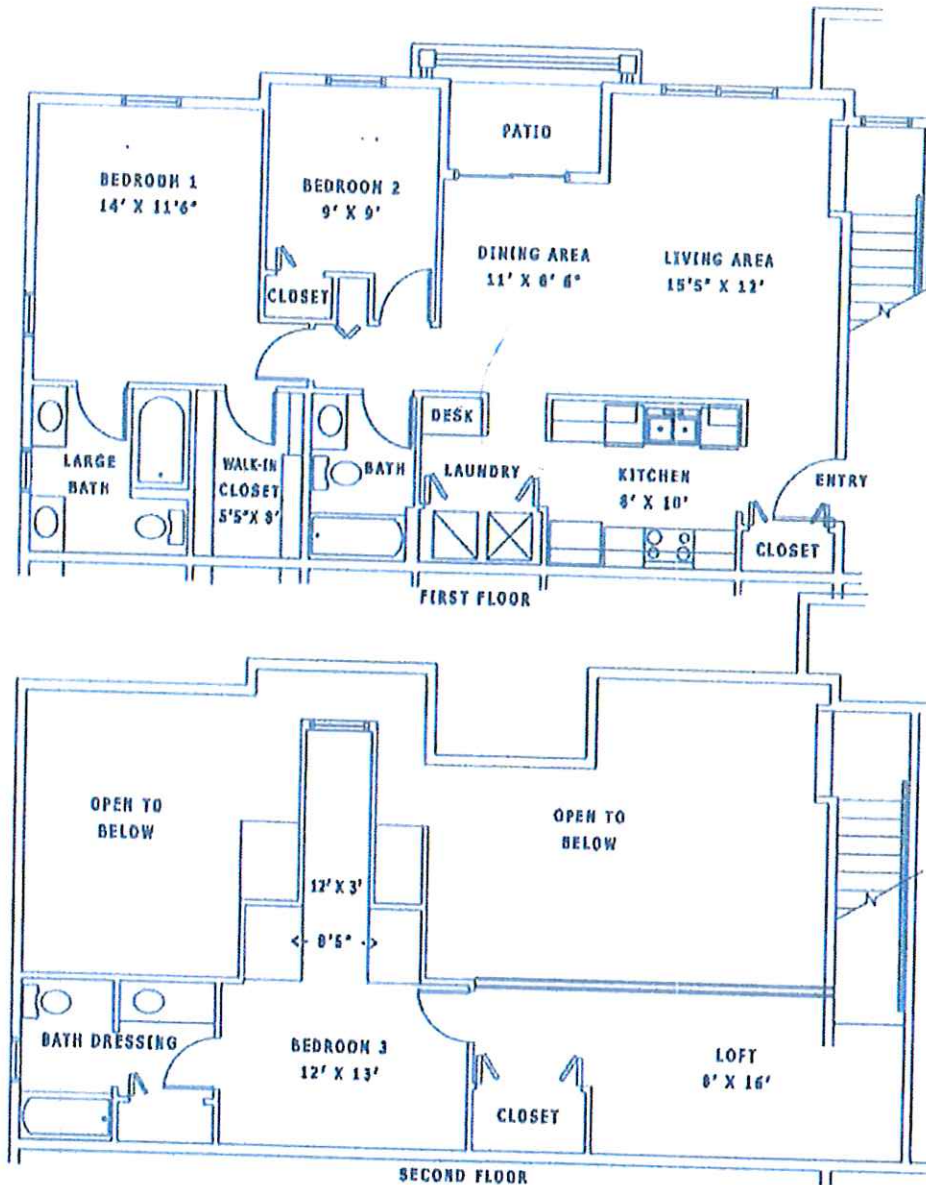 PATIO
BEDROOM 1
14' X 11'6"
BEDROOM 2
9' X 9'
DINING AREA
11' X 6' 6"
LIVING AREA
15'5" X 12'
CLOSET
DESK
LARGE
BATH
WALK-IN
CLOSET
5'5" X 8'
BATH
LAUNDRY
KITCHEN
8' X 10'
ENTRY
CLOSET
FIRST FLOOR
OPEN TO
BELOW
OPEN TO
BELOW
12' X 3'
8'5"
BATH DRESSING
BEDROOM 3
12' X 13'
LOFT
8' X 16'
CLOSET
SECOND FLOOR